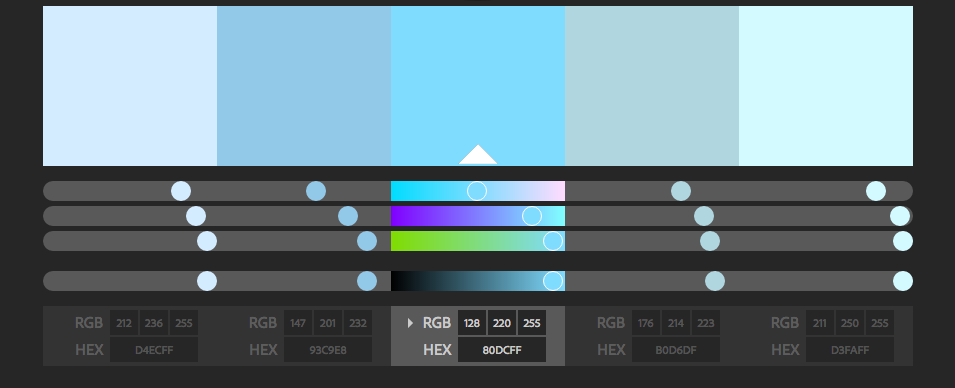 RGB 212 236 255 RGB 147 201 232 RGB 128 220 255 RGB 176 214 223 RGB 211 250 255
HEX D4ECFF HEX 93C9E8 HEX 80DCFF HEX B0D6DF HEX D3FAFF